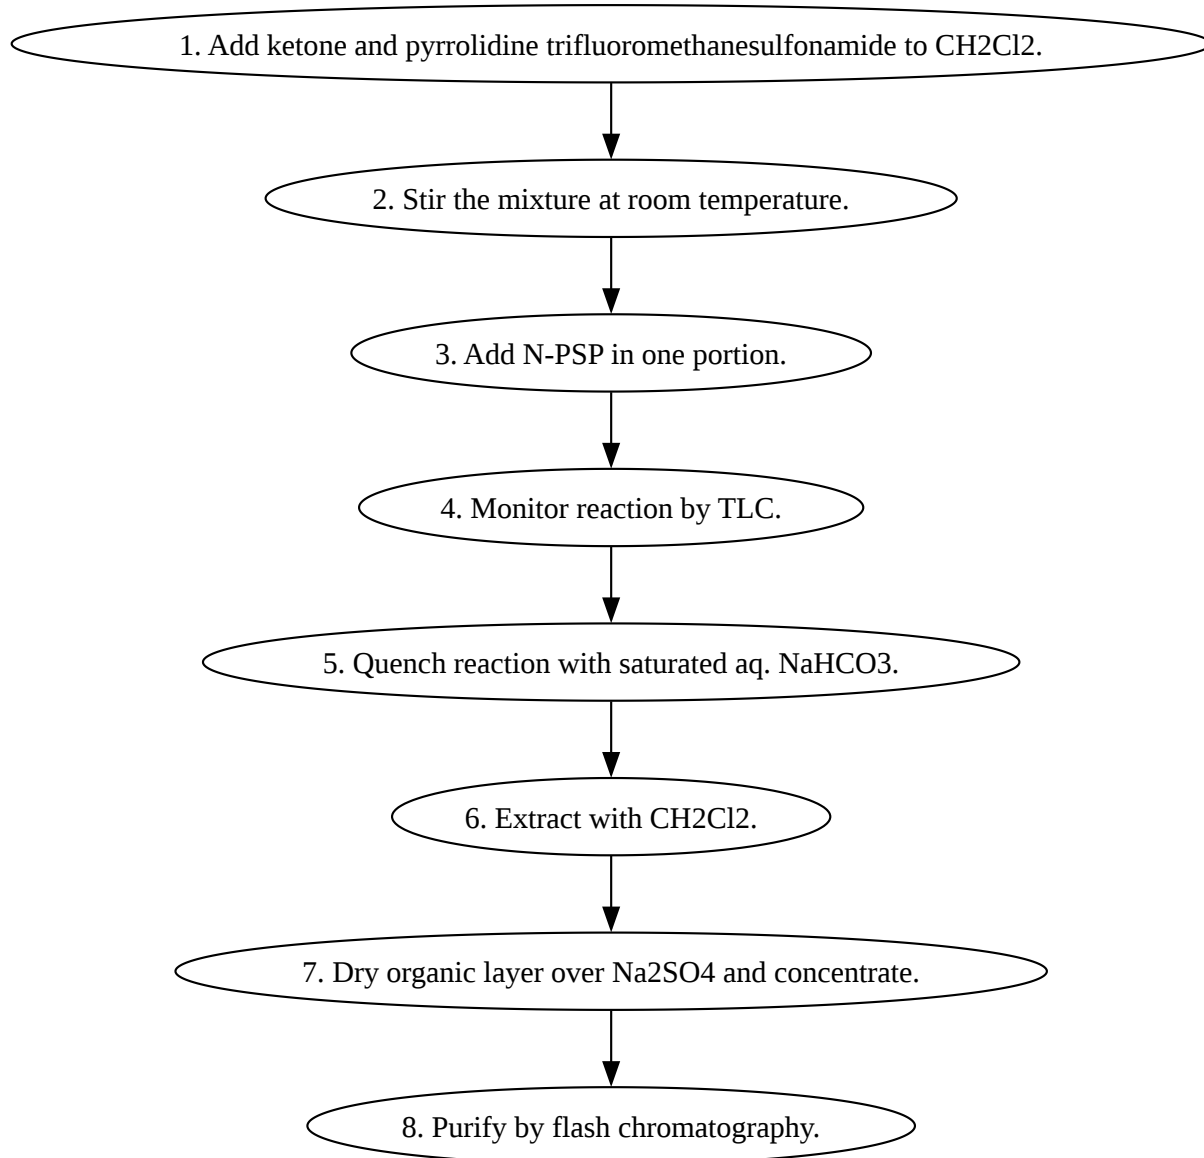 1. Add ketone and pyrrolidine trifluoromethanesulfonamide to CH2Cl2.
2. Stir the mixture at room temperature.
3. Add N-PSP in one portion.
4. Monitor reaction by TLC.
5. Quench reaction with saturated aq. NaHCO3.
6. Extract with CH2Cl2.
7. Dry organic layer over Na2SO4 and concentrate.
8. Purify by flash chromatography.